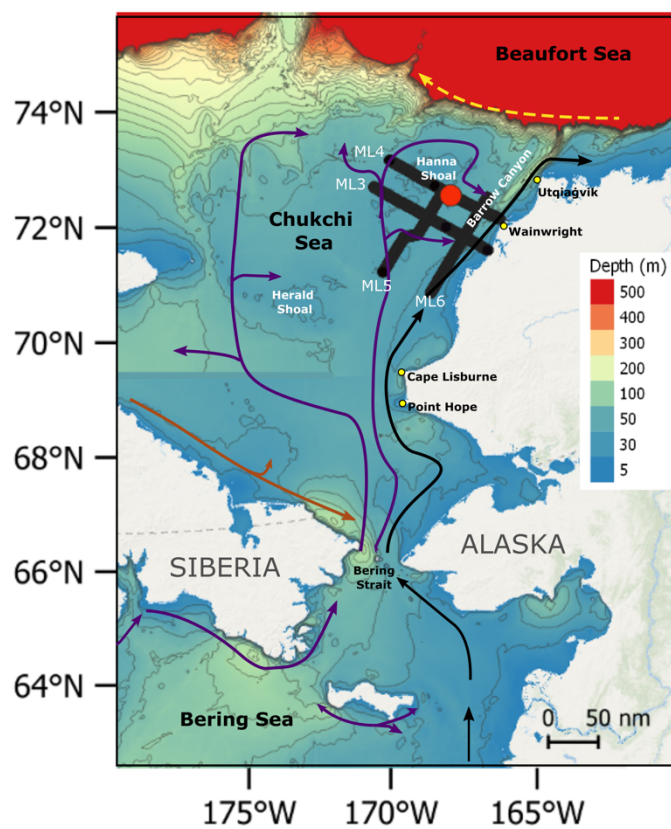 Beaufort Sea
74°N
ML4
Hanna
Shoal
ML3
Barrow Canyon
Utqiaġvik
72°N
Chukchi
Sea
Wainwright
ML5
ML6
Herald
Shoal
Depth (m)
500
400
300
200
100
50
30
5
70°N
Cape Lisburne
Point Hope
68°N
SIBERIA
ALASKA
66°N
Bering
Strait
64°N
Bering Sea
0 50 nm
175°W 170°W 165°W